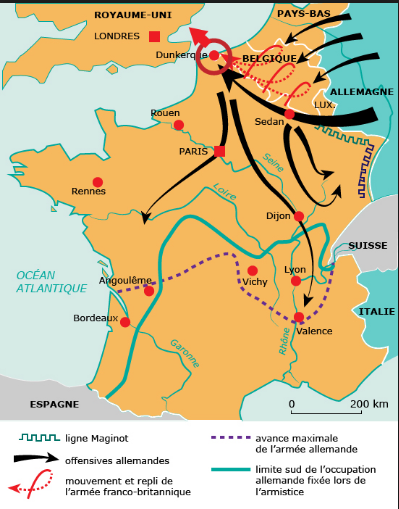 ROYAUME-UNI
PAYS-BAS
LONDRES
Dunkerque
BELGIQUE
ALLEMAGNE
LUX.
Rouen
Sedan
PARIS
Seine
Rennes
Loire
Dijon
SUISSE
OCÉAN
ATLANTIQUE
Angoulême
Vichy
Lyon
ITALIE
Bordeaux
Valence
Garonne
Rhône
ESPAGNE
0 200 km
ligne Maginot
offensives allemandes
mouvement et repli de
l'armée franco-britannique
avance maximale
de l'armée allemande
limite sud de l'occupation
allemande fixée lors de
l'armistice